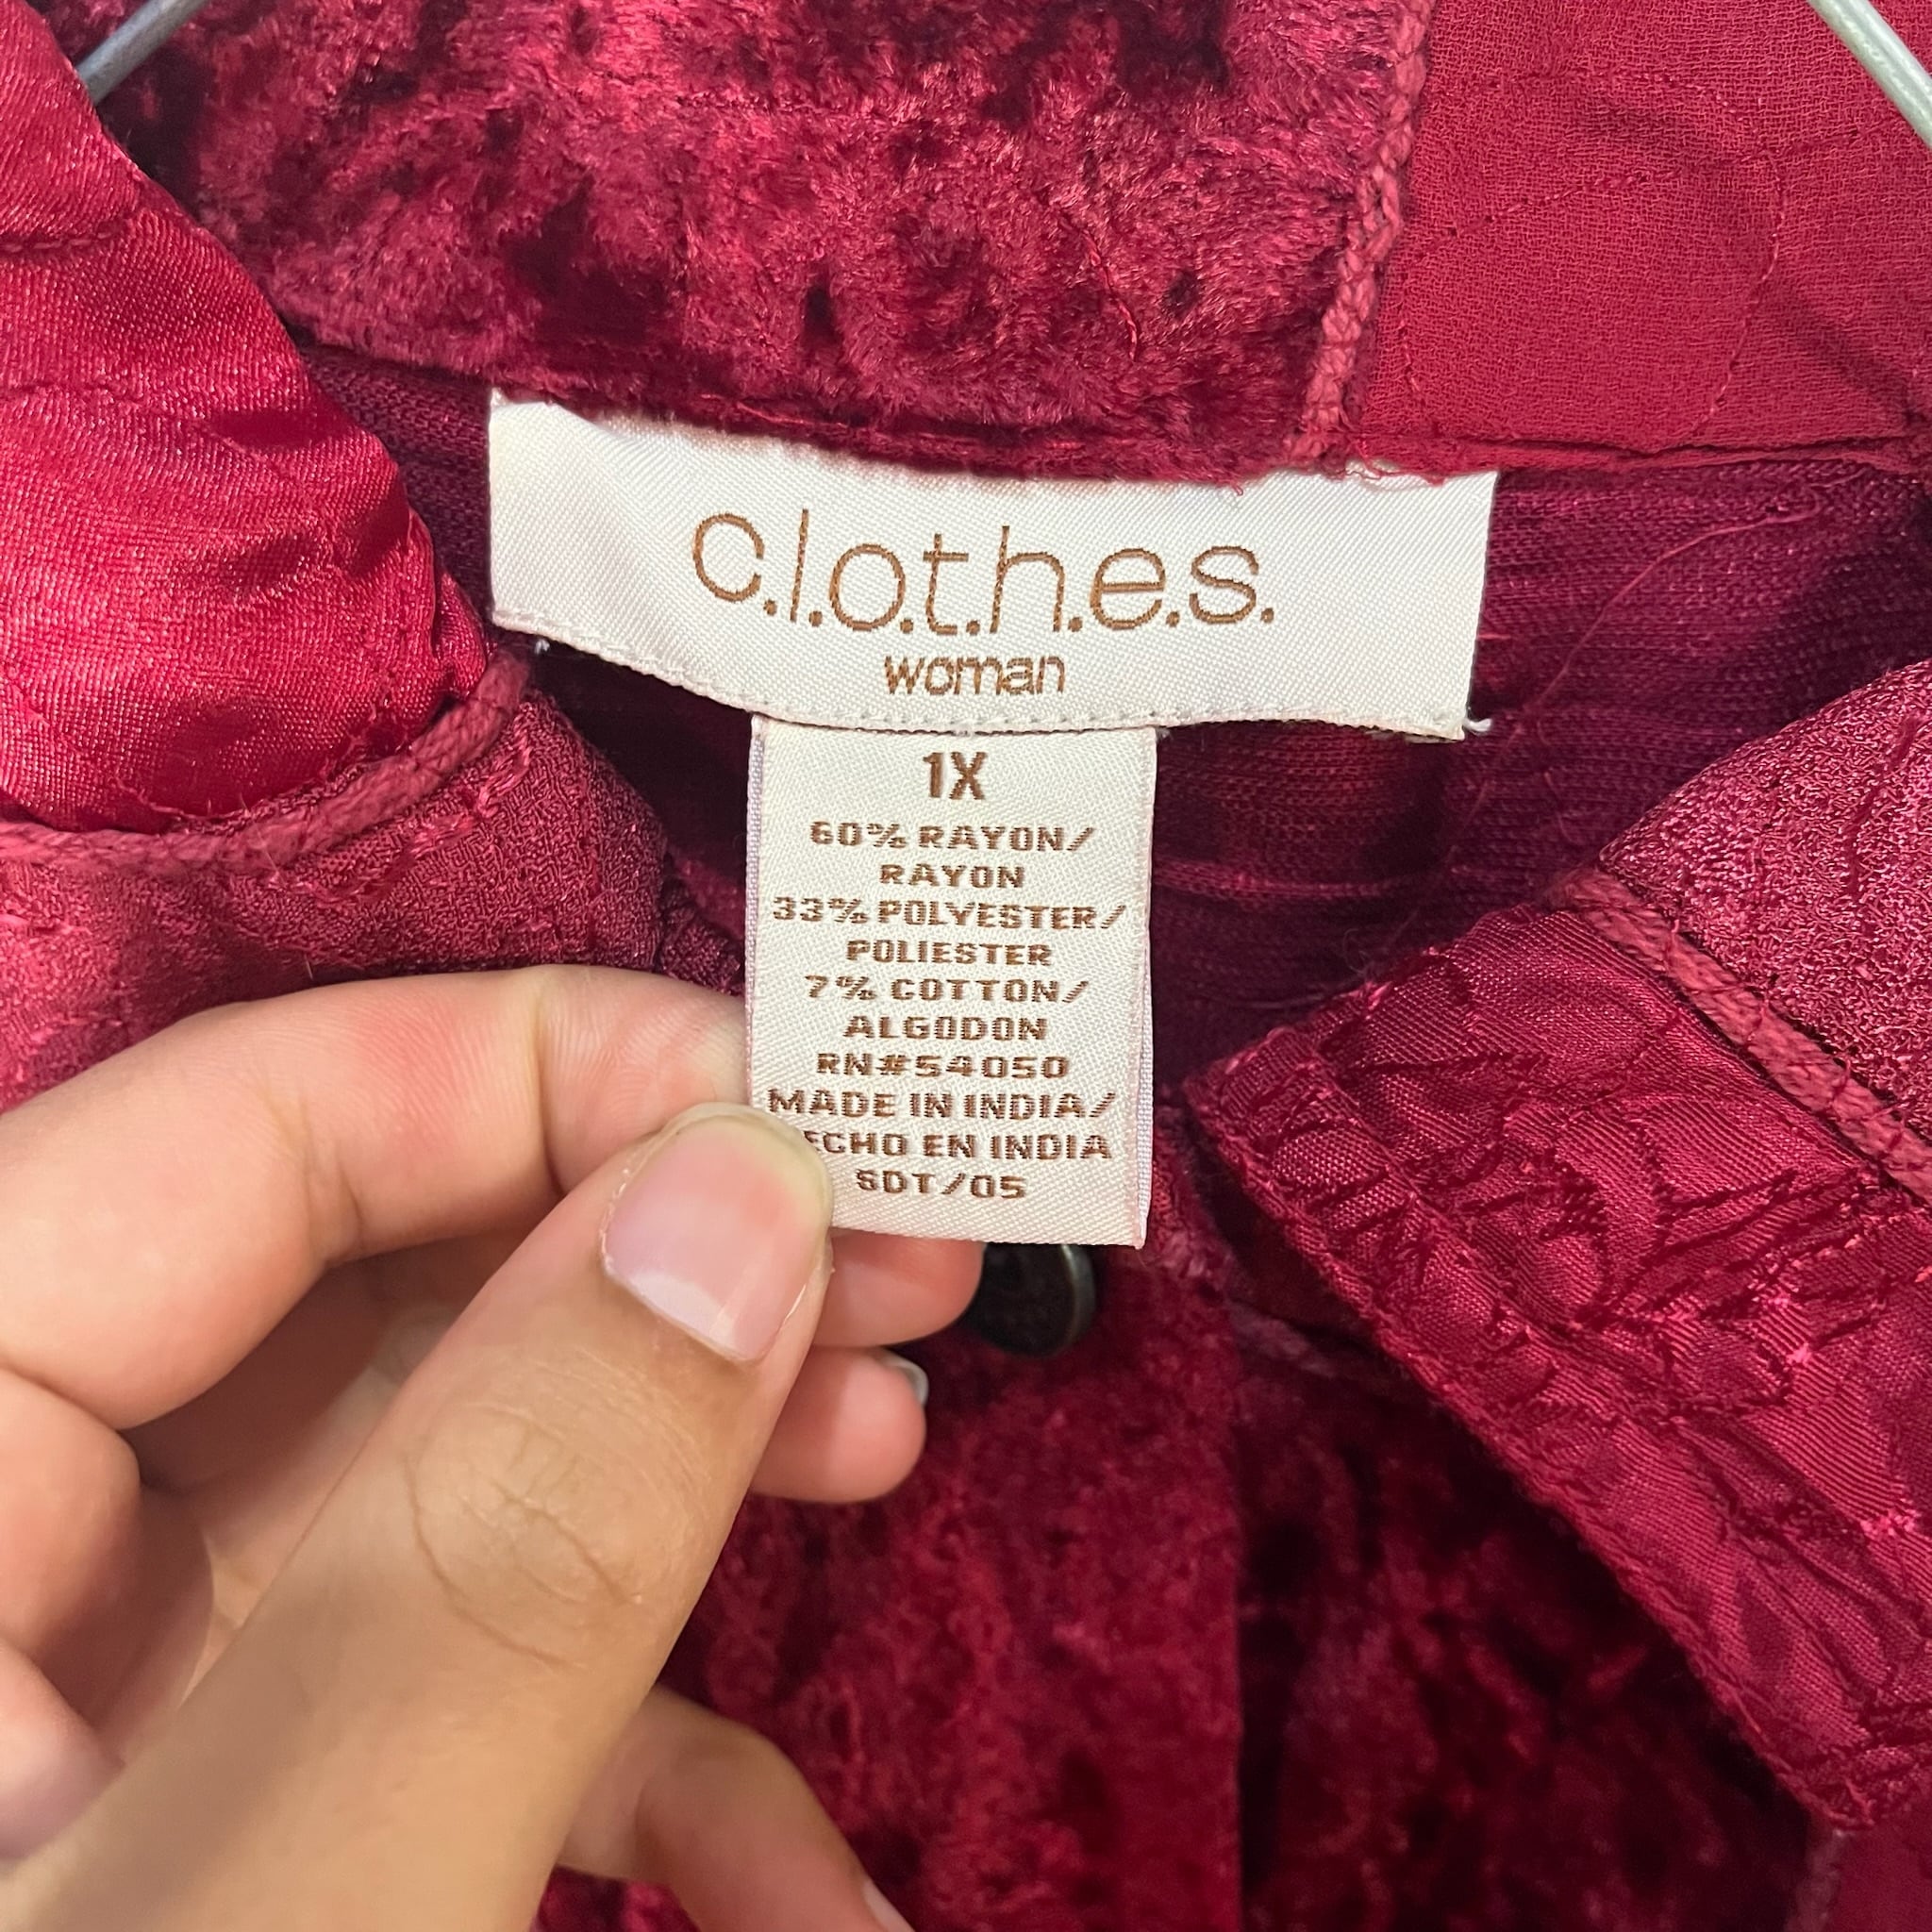 c.l.o.t.h.e.s.
woman
1X
60% RAYON/
RAYON
33% POLYESTER/
POLIESTER
7% COTTON/
ALGODON
RN#54050
MADE IN INDIA/
ECHO EN INDIA
SDT/05